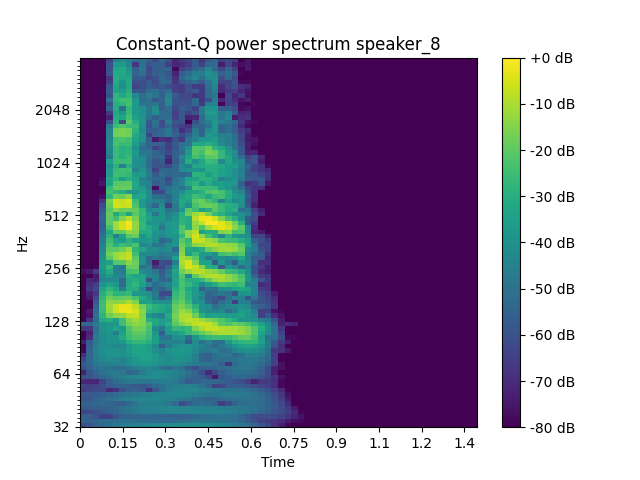 Constant-Q power spectrum speaker_8
Hz
2048
1024
512
256
128
64
32
0 0.15 0.3 0.45 0.6 0.75 0.9 1.1 1.2 1.4
Time
+0 dB
-10 dB
-20 dB
-30 dB
-40 dB
-50 dB
-60 dB
-70 dB
-80 dB